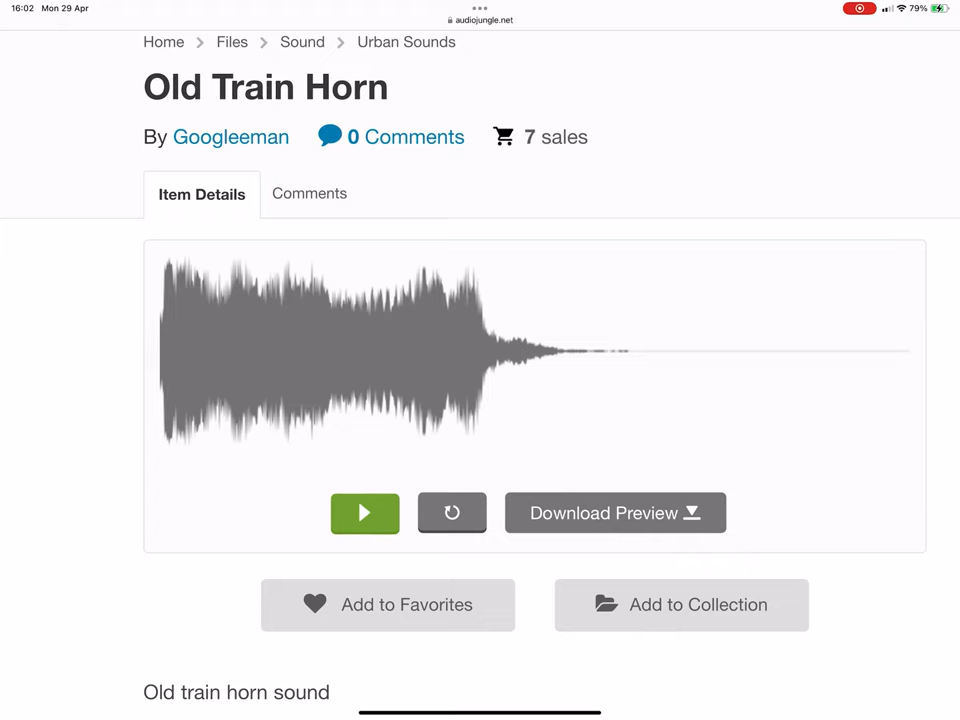 16:02 Mon 29 Apr
79%
audiojungle.net
Home > Files > Sound > Urban Sounds
Old Train Horn
By Googleeman 0 Comments 7 sales
Item Details Comments
Download Preview
Add to Favorites Add to Collection
Old train horn sound